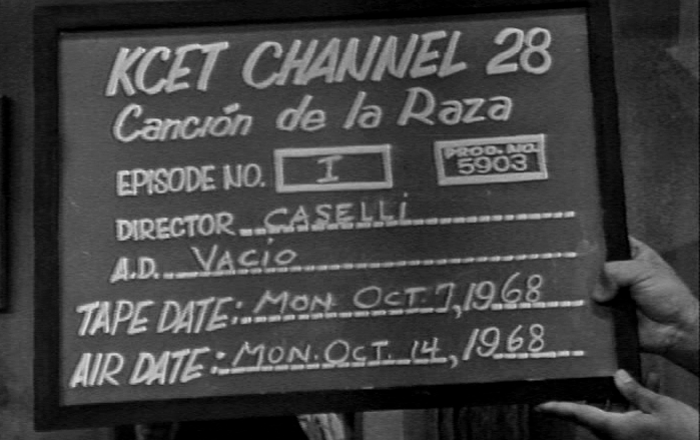 KCET CHANNEL 28
Canción de la Raza
EPISODE NO. I
PROD. NO.
5903
DIRECTOR CASELLI
A.D. VACIO
TAPE DATE: MON. OCT. 7, 1968
AIR DATE: MON. OCT. 14, 1968